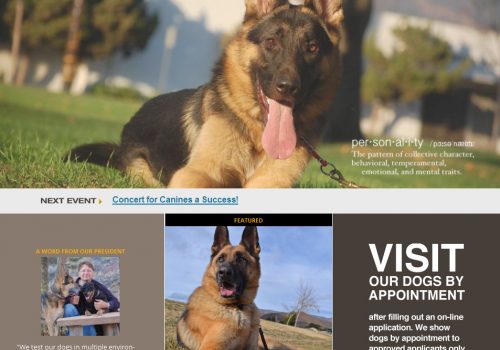 per·son·al·i·ty
The pattern of collective character,
behavioral, temperamental,
emotional, and mental traits.
NEXT EVENT
Concert for Canines a Success!
A WORD FROM OUR PRESIDENT
"We test our dogs in multiple environ-
FEATURED
VISIT
OUR DOGS BY
APPOINTMENT
after filling out an on-line
application. We show
dogs by appointment to
approved applicants only